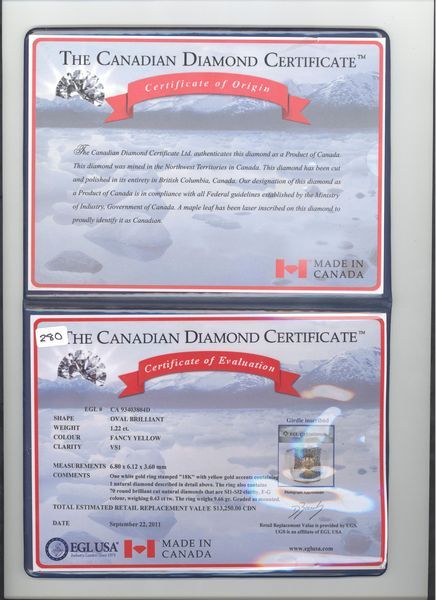 THE CANADIAN DIAMOND CERTIFICATE™
Certificate of Origin
The Canadian Diamond Certificate Ltd. authenticates this diamond as a Product of Canada.
This diamond was mined in the Northwest Territories in Canada. This diamond has been cut
and polished in its entirety in British Columbia, Canada. Our designation of this diamond as
a Product of Canada is in compliance with all Federal guidelines established by the Ministry
of Industry, Government of Canada. A maple leaf has been laser inscribed on this diamond to
proudly identify it as Canadian.
MADE IN
CANADA
280
THE CANADIAN DIAMOND CERTIFICATE™
Certificate of Evaluation
EGL # CA 93403804D
SHAPE OVAL BRILLIANT
WEIGHT 1.22 ct.
COLOUR FANCY YELLOW
CLARITY VS1
Girdle inscribed
MEASUREMENTS 6.80 x 6.12 x 3.60 mm
COMMENTS One white gold ring stamped "18K" with yellow gold accents containing
1 natural diamond described in detail above. The ring also contains
70 round brilliant cut natural diamonds that are SI1-SI2 clarity, F-G
colour, weighing 0.43 ct tw. The ring weighs 9.66 gr. Graded as mounted.
TOTAL ESTIMATED RETAIL REPLACEMENT VALUE $13,250.00 CDN
DATE September 22, 2011
Retail Replacement Value is provided by UGS.
UGS is an affiliate of EGL USA.
EGL USA
Industry Leader Since 1976
MADE IN
CANADA
www.eglusa.com